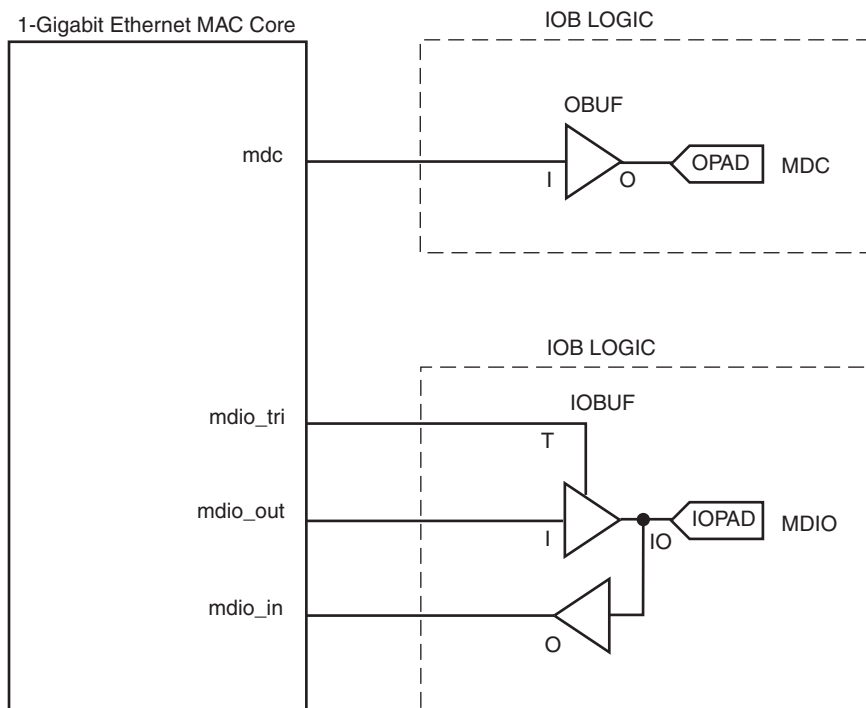 1-Gigabit Ethernet MAC Core
IOB LOGIC
OBUF
mdc
I
O
OPAD
MDC
IOB LOGIC
IOBUF
mdio_tri
T
mdio_out
I
IO
IOPAD
MDIO
mdio_in
O